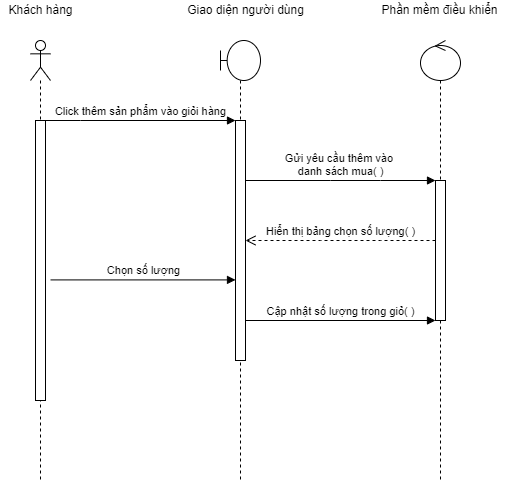 Khách hàng
Giao diện người dùng
Phần mềm điều khiển
Click thêm sản phẩm vào giỏi hàng
Gửi yêu cầu thêm vào
danh sách mua( )
Hiển thị bảng chọn số lượng( )
Chọn số lượng
Cập nhật số lượng trong giỏ( )